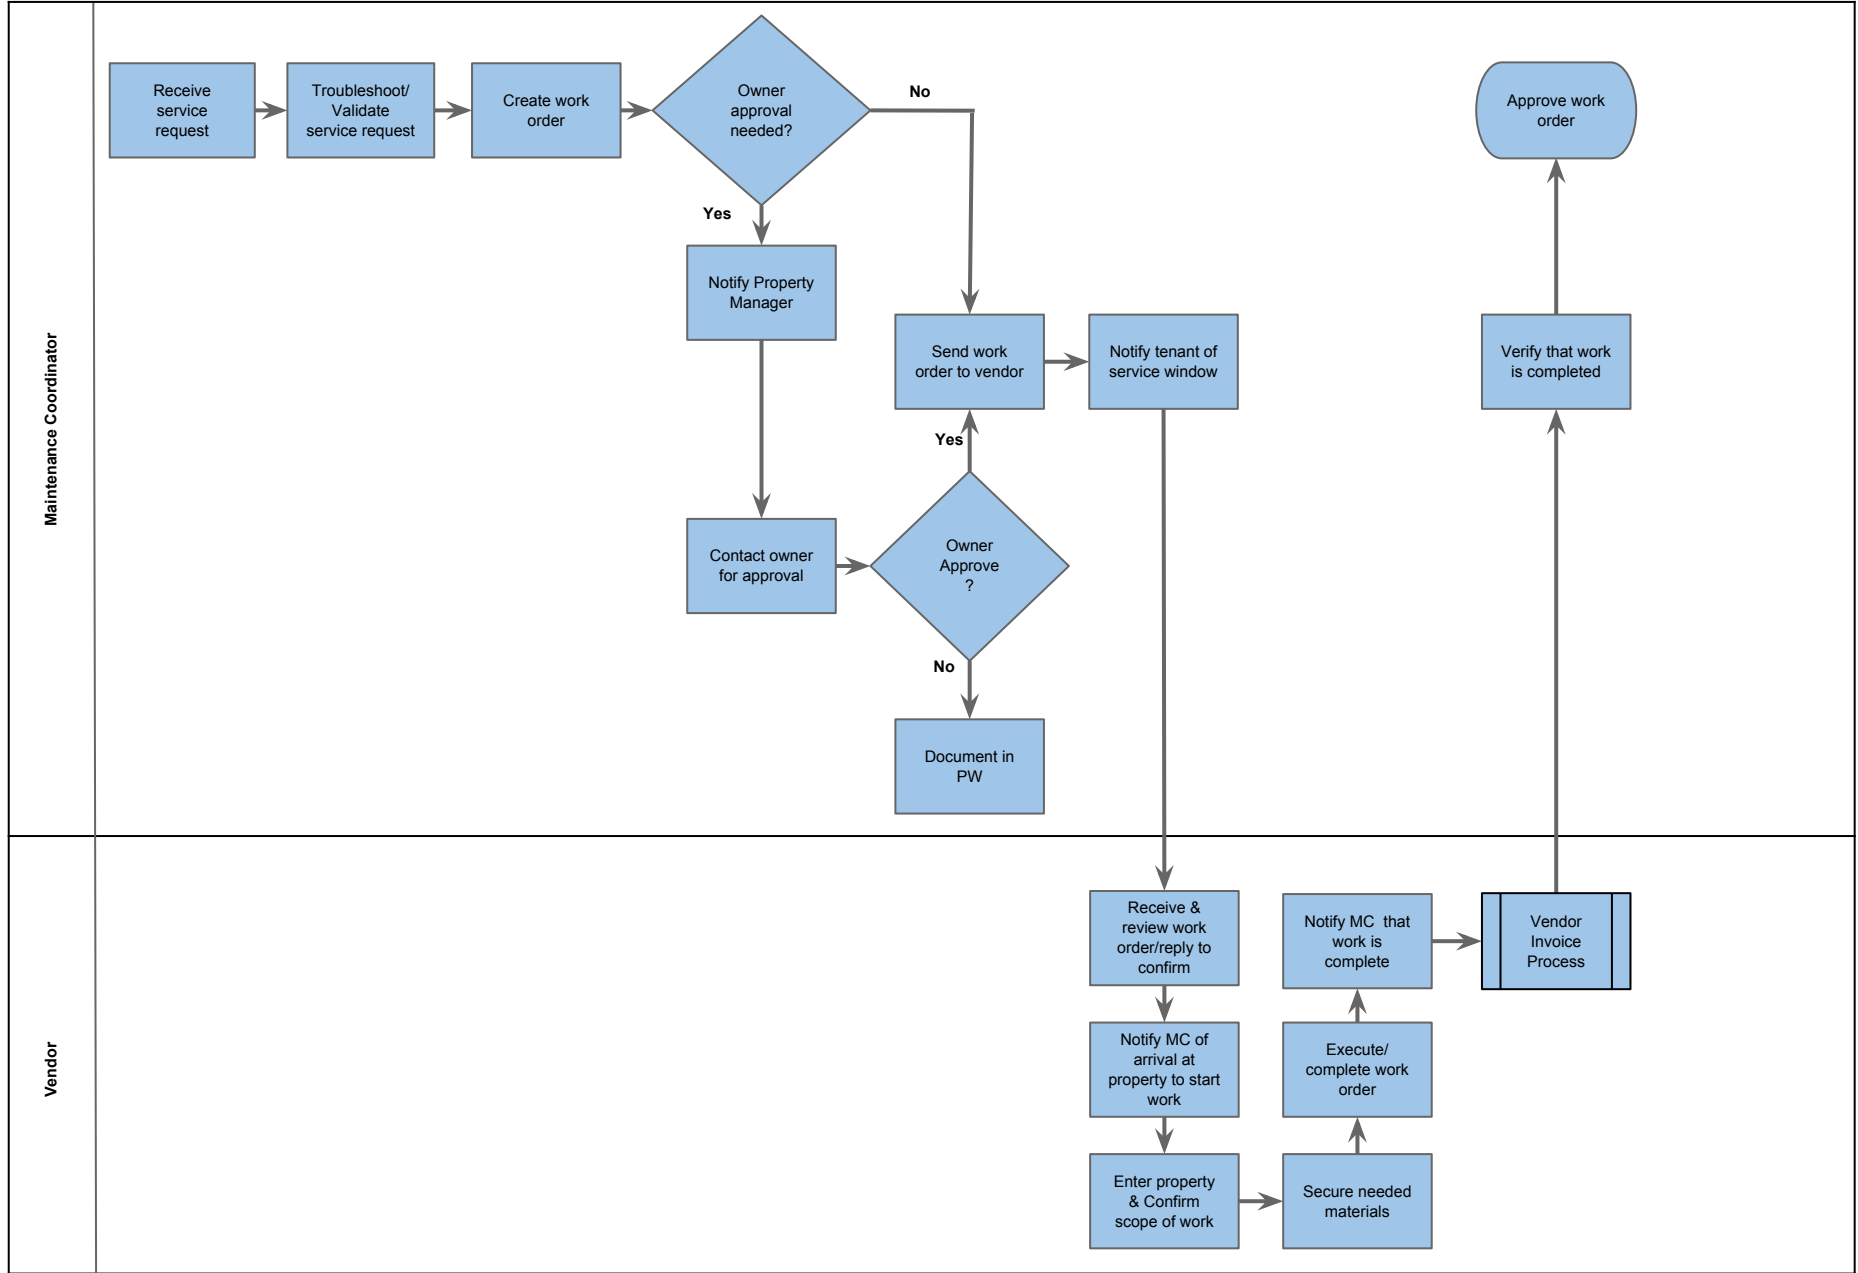 Maintenance Coordinator
Receive
service
request
Troubleshoot/
Validate
service request
Create work
order
Owner
approval
needed?
No
Yes
Notify Property
Manager
Contact owner
for approval
Owner
Approve
?
Yes
No
Document in
PW
Send work
order to vendor
Notify tenant of
service window
Approve work
order
Verify that work
is completed
Vendor
Receive &
review work
order/reply to
confirm
Notify MC of
arrival at
property to start
work
Enter property
& Confirm
scope of work
Secure needed
materials
Execute/
complete work
order
Notify MC  that
work is
complete
Vendor
Invoice
Process